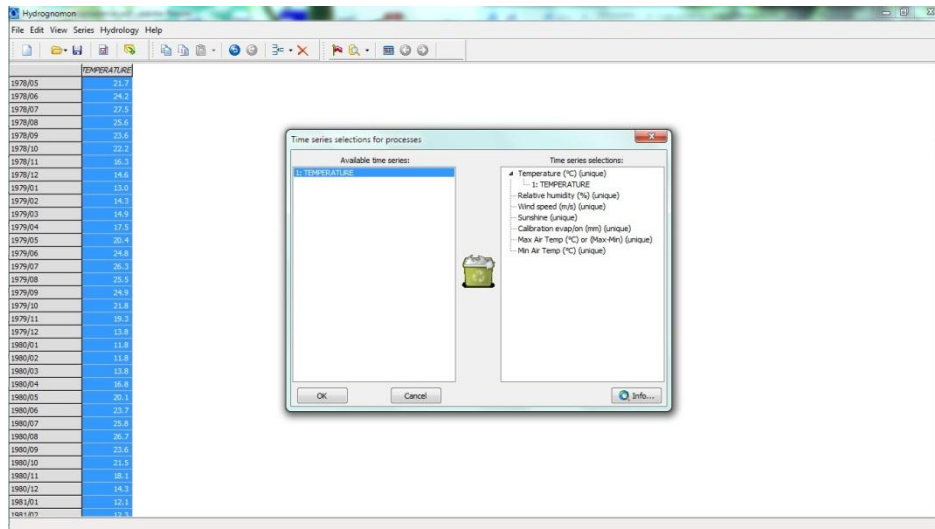 Hydrognomon
File Edit View Series Hydrology Help
TEMPERATURE
1978/05 21.7
1978/06 24.2
1978/07 27.5
1978/08 25.6
1978/09 23.6
1978/10 22.2
1978/11 16.3
1978/12 14.6
1979/01 13.0
1979/02 14.3
1979/03 14.9
1979/04 17.5
1979/05 20.4
1979/06 24.8
1979/07 26.3
1979/08 25.5
1979/09 24.9
1979/10 21.8
1979/11 19.3
1979/12 13.8
1980/01 11.8
1980/02 11.8
1980/03 13.8
1980/04 16.8
1980/05 20.1
1980/06 23.7
1980/07 25.8
1980/08 26.7
1980/09 23.6
1980/10 21.5
1980/11 18.1
1980/12 14.3
1981/01 12.1
1981/02 12.3
Time series selections for processes
Available time series:
1: TEMPERATURE
Time series selections:
Temperature (°C) (unique)
1: TEMPERATURE
Relative humidity (%) (unique)
Wind speed (m/s) (unique)
Sunshine (unique)
Calibration evap/on (mm) (unique)
Max Air Temp (°C) or (Max-Min) (unique)
Min Air Temp (°C) (unique)
OK
Cancel
Info...